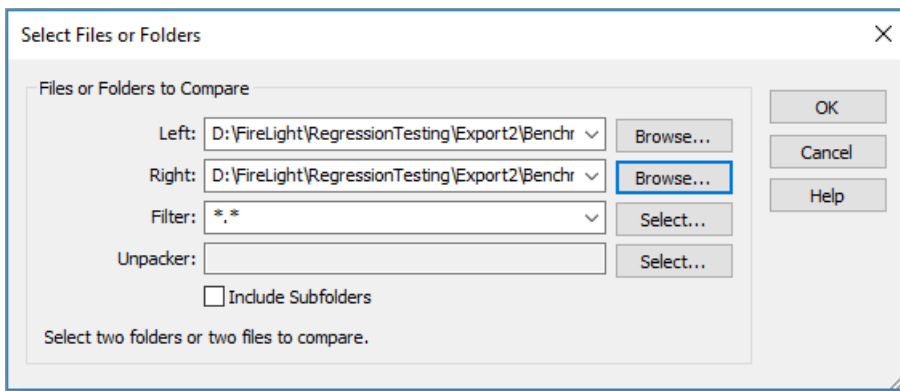 Select Files or Folders
Files or Folders to Compare
Left: D:\FireLight\RegressionTesting\Export2\Benchr Browse...
Right: D:\FireLight\RegressionTesting\Export2\Benchr Browse...
Filter: *.* Select...
Unpacker: Select...
Include Subfolders
Select two folders or two files to compare.
OK
Cancel
Help